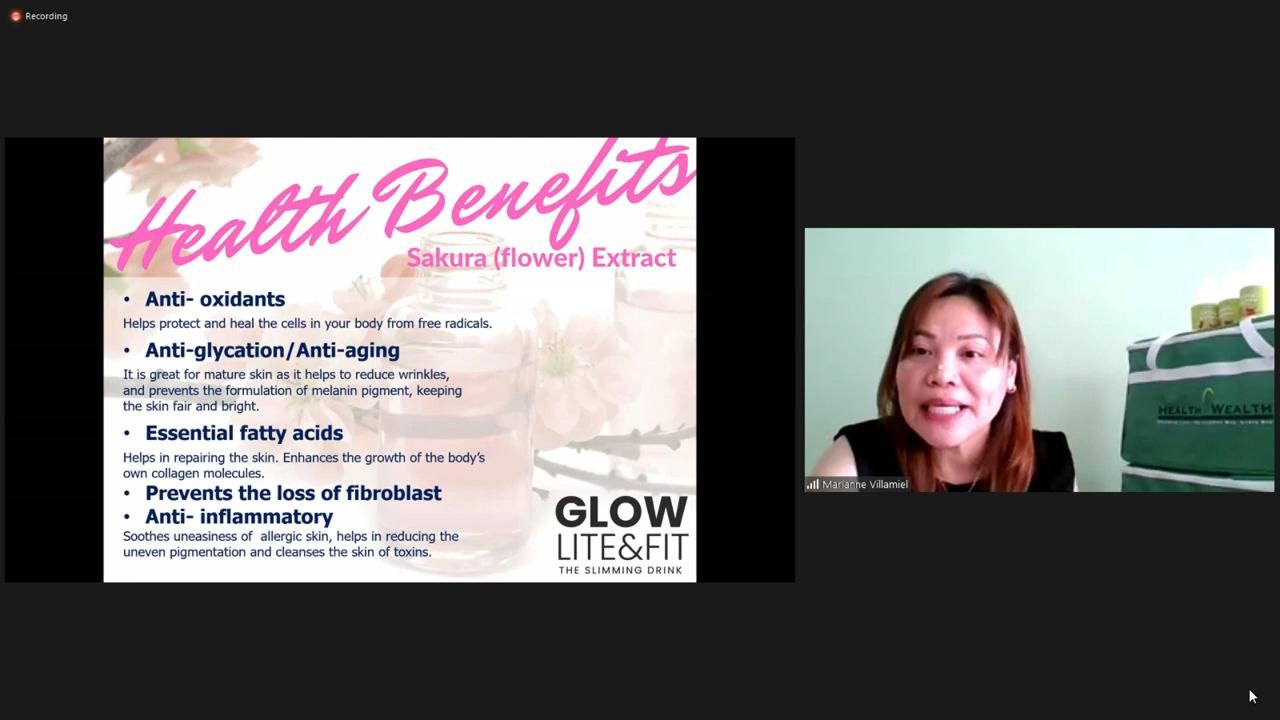 Recording
Health Benefits
Sakura (flower) Extract
• Anti- oxidants
Helps protect and heal the cells in your body from free radicals.
• Anti-glycation/Anti-aging
It is great for mature skin as it helps to reduce wrinkles,
and prevents the formulation of melanin pigment, keeping
the skin fair and bright.
• Essential fatty acids
Helps in repairing the skin. Enhances the growth of the body’s
own collagen molecules.
• Prevents the loss of fibroblast
• Anti- inflammatory
Soothes uneasiness of  allergic skin, helps in reducing the
uneven pigmentation and cleanses the skin of toxins.
GLOW
LITE&FIT
THE SLIMMING DRINK
HEALTH WEALTH
Marianne Villamiel